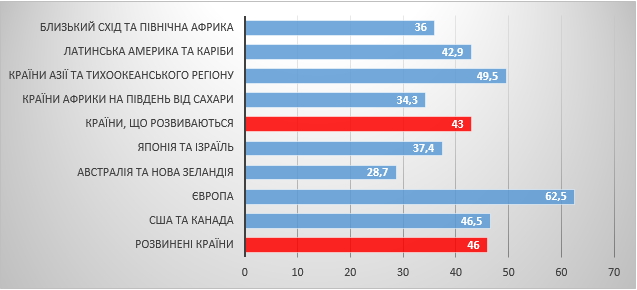 БЛИЗЬКИЙ СХІД ТА ПІВНІЧНА АФРИКА 36
ЛАТИНСЬКА АМЕРИКА ТА КАРІБИ 42,9
КРАЇНИ АЗІЇ ТА ТИХООКЕАНСЬКОГО РЕГІОНУ 49,5
КРАЇНИ АФРИКИ НА ПІВДЕНЬ ВІД САХАРИ 34,3
КРАЇНИ, ЩО РОЗВИВАЮТЬСЯ 43
ЯПОНІЯ ТА ІЗРАЇЛЬ 37,4
АВСТРАЛІЯ ТА НОВА ЗЕЛАНДІЯ 28,7
ЄВРОПА 62,5
США ТА КАНАДА 46,5
РОЗВИНЕНІ КРАЇНИ 46
0 10 20 30 40 50 60 70